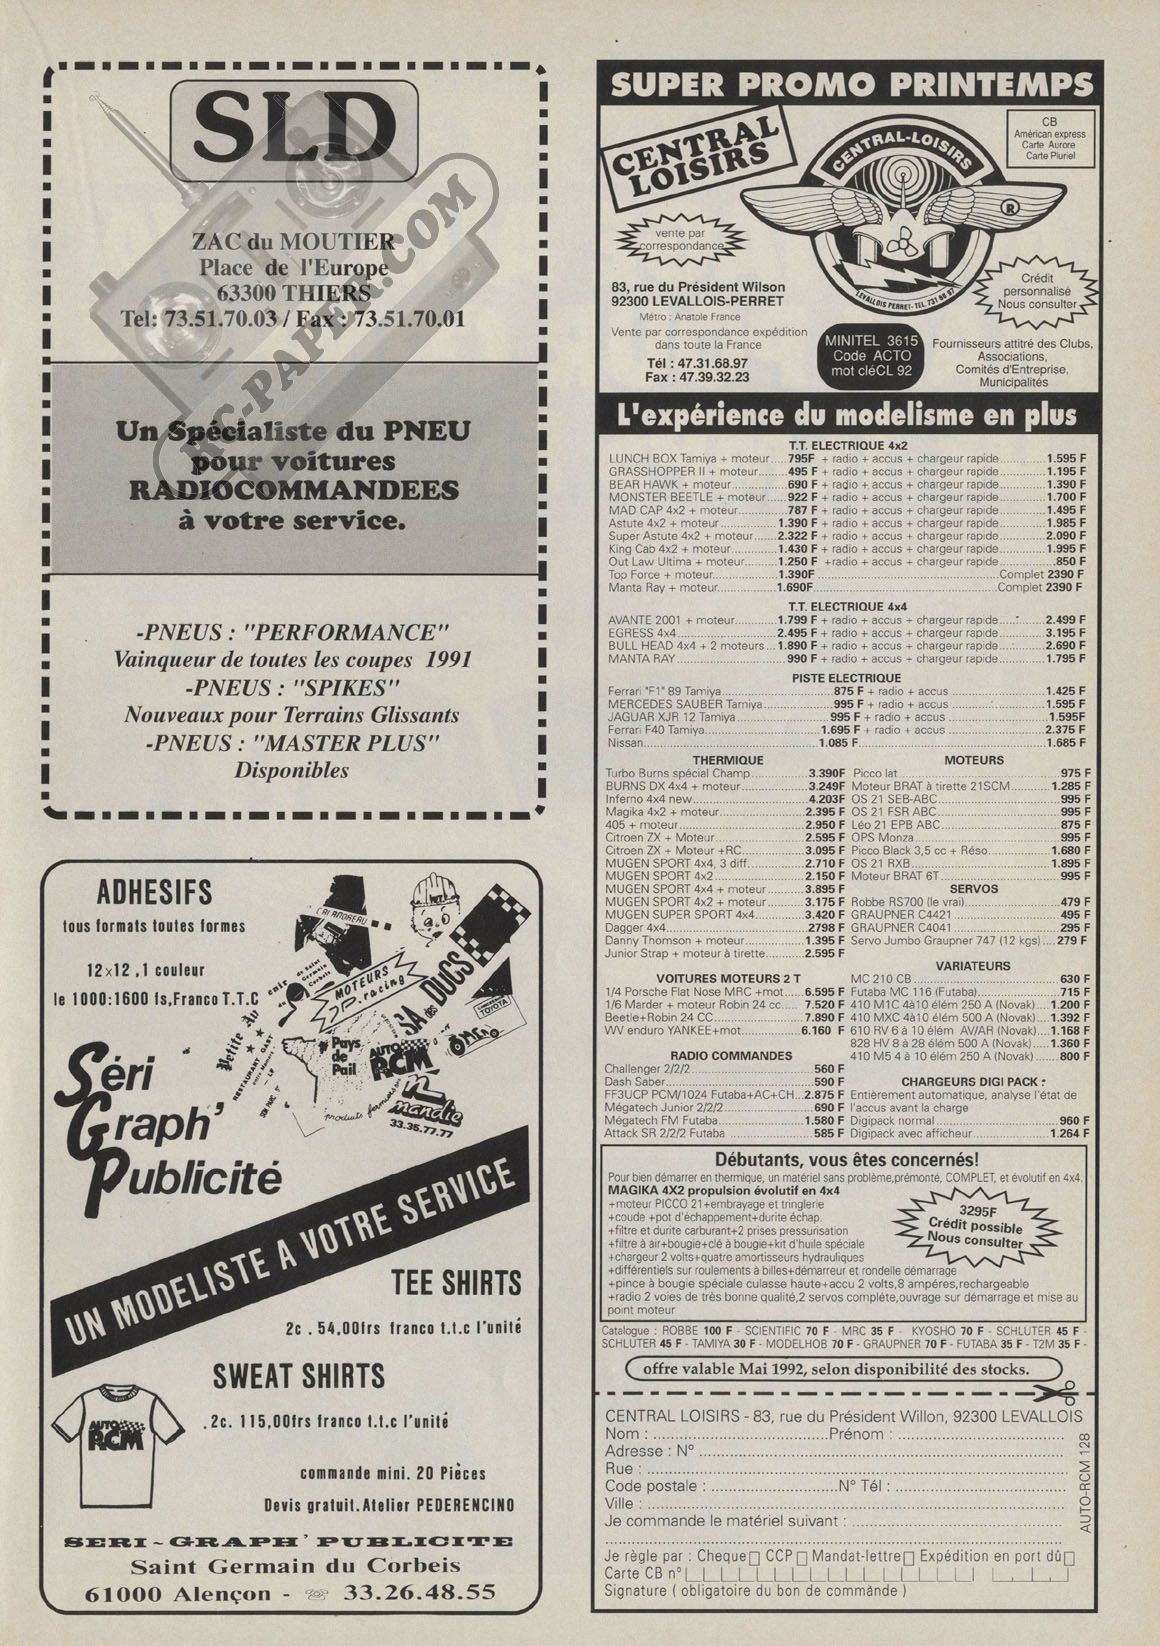 SLD
ZAC du MOUTIER
Place de l'Europe
63300 THIERS
Tel: 73.51.70.03 / Fax : 73.51.70.01
RC-PAPER.COM
Un Spécialiste du PNEU
pour voitures
RADIOCOMMANDEES
à votre service.
-PNEUS : "PERFORMANCE"
Vainqueur de toutes les coupes 1991
-PNEUS : "SPIKES"
Nouveaux pour Terrains Glissants
-PNEUS : "MASTER PLUS"
Disponibles
ADHESIFS
tous formats toutes formes
12x12 ,1 couleur
le 1000:1600 fs,Franco T.T.C
MOTEURS
J.P. racing
SA des DUCS
TOYOTA
Petite Av
RESTAURANT GAST
Pays
de
Pail
AUTO
RCM
produits fermiers
n
mandie
33.35.77.77
Séri
Graph'
Publicité
UN MODELISTE A VOTRE SERVICE
TEE SHIRTS
2c . 54,00frs franco t.t.c l'unité
SWEAT SHIRTS
.2c. 115,00frs franco t.t.c l'unité
AUTO
RCM
commande mini. 20 Pièces
Devis gratuit.Atelier PEDERENCINO
SERI-GRAPH' PUBLICITE
Saint Germain du Corbeis
61000 Alençon - ☏ 33.26.48.55
SUPER PROMO PRINTEMPS
CENTRAL
LOISIRS
CENTRAL-LOISIRS
®
LEVALLOIS PERRET- TEL. 731 68 97
CB
Américan express
Carte Aurore
Carte Pluriel
vente par
correspondance
83, rue du Président Wilson
92300 LEVALLOIS-PERRET
Métro : Anatole France
Vente par correspondance expédition
dans toute la France
Tél : 47.31.68.97
Fax : 47.39.32.23
MINITEL 3615
Code ACTO
mot cléCL 92
Crédit
personnalisé
Nous consulter
Fournisseurs attitré des Clubs,
Associations,
Comités d'Entreprise,
Municipalités
L'expérience du modelisme en plus
T.T. ELECTRIQUE 4x2
LUNCH BOX Tamiya + moteur....795F + radio + accus + chargeur rapide............1.595 F
GRASSHOPPER II + moteur.......495 F + radio + accus + chargeur rapide............1.195 F
BEAR HAWK + moteur.............690 F + radio + accus + chargeur rapide............1.390 F
MONSTER BEETLE + moteur.....922 F + radio + accus + chargeur rapide............1.700 F
MAD CAP 4x2 + moteur...........787 F + radio + accus + chargeur rapide............1.495 F
Astute 4x2 + moteur............1.390 F + radio + accus + chargeur rapide............1.985 F
Super Astute 4x2 + moteur.....2.322 F + radio + accus + chargeur rapide............2.090 F
King Cab 4x2 + moteur..........1.430 F + radio + accus + chargeur rapide............1.995 F
Out Law Ultima + moteur........1.250 F +radio + accus + chargeur rapide............850 F
Top Force + moteur.............1.390F............Complet 2390 F
Manta Ray + moteur.............1.690F............Complet 2390 F
T.T. ELECTRIQUE 4x4
AVANTE 2001 + moteur..........1.799 F + radio + accus + chargeur rapide............2.499 F
EGRESS 4x4....................2.495 F + radio + accus + chargeur rapide............3.195 F
BULL HEAD 4x4 + 2 moteurs...1.890 F + radio + accus + chargeur rapide............2.690 F
MANTA RAY......................990 F + radio + accus + chargeur rapide............1.795 F
PISTE ELECTRIQUE
Ferrari "F1" 89 Tamiya............875 F + radio + accus............1.425 F
MERCEDES SAUBER Tamiya............995 F + radio + accus............1.595 F
JAGUAR XJR 12 Tamiya............995 F + radio + accus............1.595F
Ferrari F40 Tamiya............1.695 F + radio + accus............2.375 F
Nissan............1.085 F............1.685 F
THERMIQUE
Turbo Burns spécial Champ............3.390F
BURNS DX 4x4 + moteur............3.249F
Inferno 4x4 new............4.203F
Magika 4x2 + moteur............2.395 F
405 + moteur............2.950 F
Citroen ZX + Moteur............2.595 F
Citroen ZX + Moteur +RC............3.095 F
MUGEN SPORT 4x4, 3 diff............2.710 F
MUGEN SPORT 4x2............2.150 F
MUGEN SPORT 4x4 + moteur............3.895 F
MUGEN SPORT 4x2 + moteur............3.175 F
MUGEN SUPER SPORT 4x4............3.420 F
Dagger 4x4............2798 F
Danny Thomson + moteur............1.395 F
Junior Strap + moteur à tirette............2.595 F
VOITURES MOTEURS 2 T
1/4 Porsche Flat Nose MRC +mot......6.595 F
1/6 Marder + moteur Robin 24 cc......7.520 F
Beetle+Robin 24 CC............7.890 F
WV enduro YANKEE+mot............6.160 F
RADIO COMMANDES
Challenger 2/2/2............560 F
Dash Saber............590 F
FF3UCP PCM/1024 Futaba+AC+CH...2.875 F
Mégatech Junior 2/2/2............690 F
Mégatech FM Futaba............1.580 F
Attack SR 2/2/2 Futaba............585 F
MOTEURS
Picco lat............975 F
Moteur BRAT à tirette 21SCM............1.285 F
OS 21 SEB-ABC............995 F
OS 21 FSR ABC............995 F
Léo 21 EPB ABC............875 F
OPS Monza............995 F
Picco Black 3,5 cc + Réso............1.680 F
OS 21 RXB............1.895 F
Moteur BRAT 6T............995 F
SERVOS
Robbe RS700 (le vrai)............479 F
GRAUPNER C4421............495 F
GRAUPNER C4041............295 F
Servo Jumbo Graupner 747 (12 kgs)....279 F
VARIATEURS
MC 210 CB............630 F
Futaba MC 116 (Futaba)............715 F
410 M1C 4à10 élém 250 A (Novak)....1.200 F
410 MXC 4à10 élém 500 A (Novak)....1.392 F
610 RV 6 à 10 élém AV/AR (Novak)....1.168 F
828 HV 8 à 28 élém 500 A (Novak).....1.360 F
410 M5 4 à 10 élém 250 A (Novak)......800 F
CHARGEURS DIGI PACK :
Entièrement automatique, analyse l'état de
l'accus avant la charge
Digipack normal............960 F
Digipack avec afficheur............1.264 F
Débutants, vous êtes concernés!
Pour bien démarrer en thermique, un matériel sans problème,prémonté, COMPLET, et évolutif en 4x4.
MAGIKA 4X2 propulsion évolutif en 4x4
+moteur PICCO 21+embrayage et tringlerie
+coude +pot d'échappement+durite échap.
+filtre et durite carburant+2 prises pressurisation
+filtre à air+bougie+clé à bougie+kit d'huile spéciale
+chargeur 2 volts+quatre amortisseurs hydrauliques
+différentiels sur roulements à billes+démarreur et rondelle démarrage
+pince à bougie spéciale culasse haute+accu 2 volts,8 ampéres,rechargeable
+radio 2 voies de très bonne qualité,2 servos complète,ouvrage sur démarrage et mise au
point moteur
3295F
Crédit possible
Nous consulter
Catalogue : ROBBE 100 F - SCIENTIFIC 70 F - MRC 35 F - KYOSHO 70 F - SCHLUTER 45 F -
SCHLUTER 45 F - TAMIYA 30 F - MODELHOB 70 F - GRAUPNER 70 F - FUTABA 35 F - T2M 35 F -
offre valable Mai 1992, selon disponibilité des stocks.
CENTRAL LOISIRS - 83, rue du Président Willon, 92300 LEVALLOIS
Nom :............Prénom :............
Adresse : N°............
Rue :............
Code postale :............N° Tél :............
Ville :............
Je commande le matériel suivant :............
Je règle par : Cheque□ CCP□ Mandat-lettre□ Expédition en port dû□
Carte CB n°
Signature ( obligatoire du bon de commande )
AUTO-RCM 128